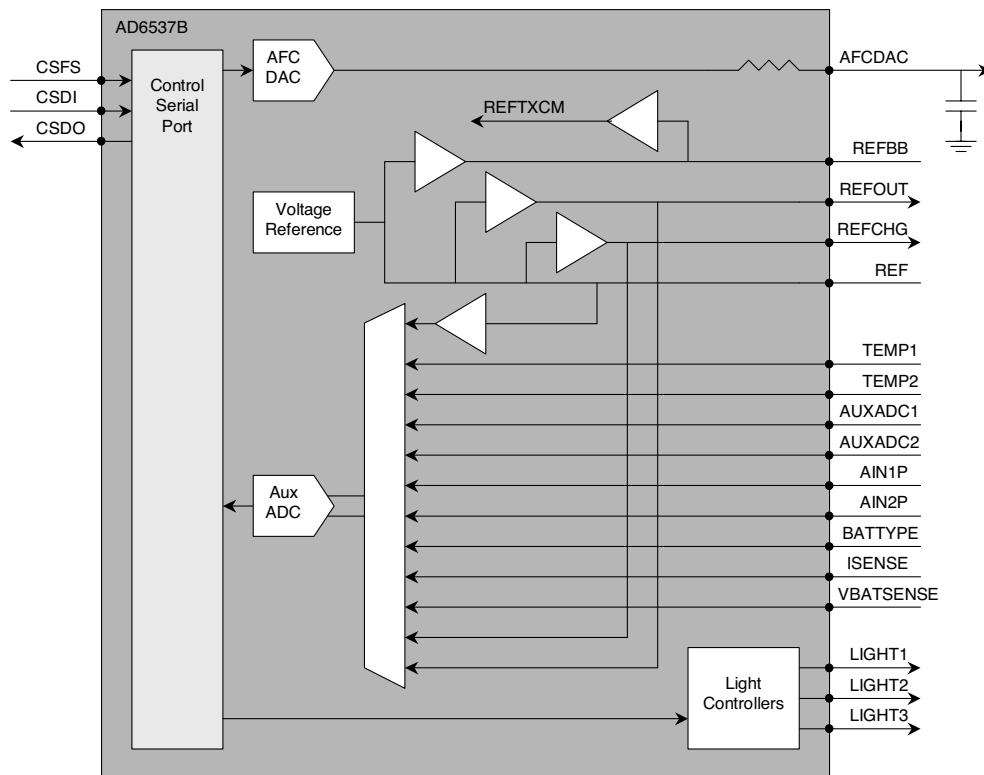 AD6537B
CSFS
CSDI
CSDO
Control
Serial
Port
AFC
DAC
AFCDAC
REFTXCM
REFBB
Voltage
Reference
REFOUT
REFCHG
REF
TEMP1
TEMP2
AUXADC1
AUXADC2
AIN1P
AIN2P
BATTYPE
ISENSE
VBATSENSE
Aux
ADC
Light
Controllers
LIGHT1
LIGHT2
LIGHT3